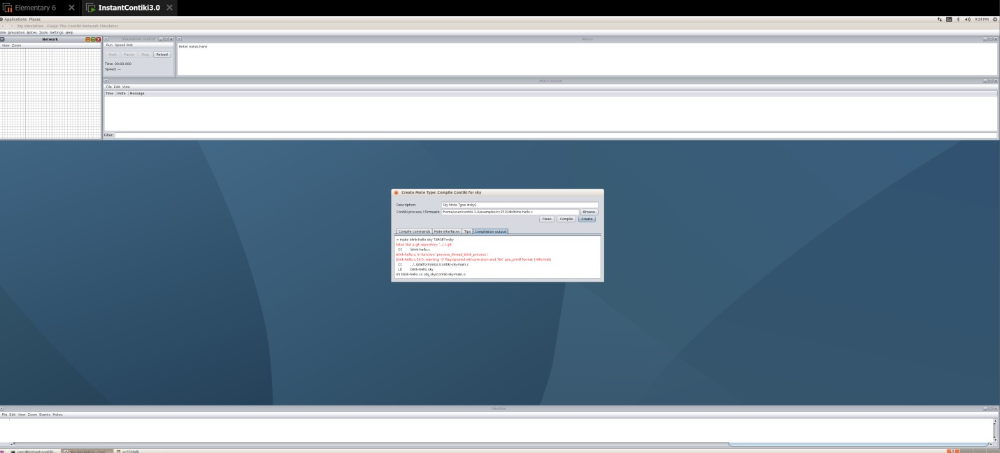 Elementary 6
InstantContiki3.0
Applications Places
En
9:24 PM
My simulation - Cooja: The Contiki Network Simulator
File Simulation Motes Tools Settings Help
Network
View Zoom
Simulation control
Run Speed limit
Start Pause Step Reload
Time: 00:00.000
Speed: ---
Notes
Enter notes here
Mote output
File Edit View
Time Mote Message
Filter:
Create Mote Type: Compile Contiki for sky
Description: Sky Mote Type #sky1
Contiki process / Firmware: /home/user/contiki-3.0/examples/cc2530dk/blink-hello.c Browse
Clean Compile Create
Compile commands Mote interfaces Tips Compilation output
> make blink-hello.sky TARGET=sky
fatal: Not a git repository: '../../.git'
CC blink-hello.c
blink-hello.c: In function 'process_thread_blink_process':
blink-hello.c:59:5: warning: '0' flag ignored with precision and '%X' gnu_printf format [-Wformat]
CC ../../platform/sky/./contiki-sky-main.c
LD blink-hello.sky
rm blink-hello.co obj_sky/contiki-sky-main.o
Timeline
File Edit View Zoom Events Motes
user@instant-contiki:...
My simulation - Cooj...
cc2530dk